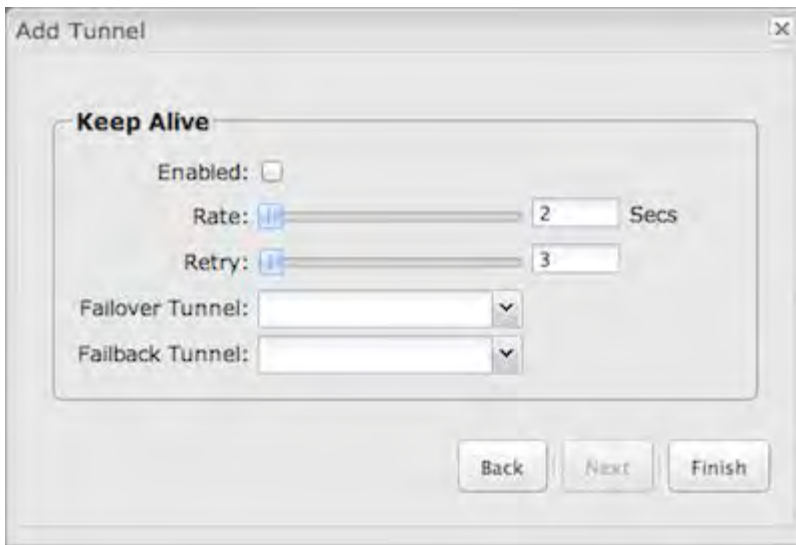 Add Tunnel
Keep Alive
Enabled:
Rate: 2 Secs
Retry: 3
Failover Tunnel:
Failback Tunnel:
Back Next Finish